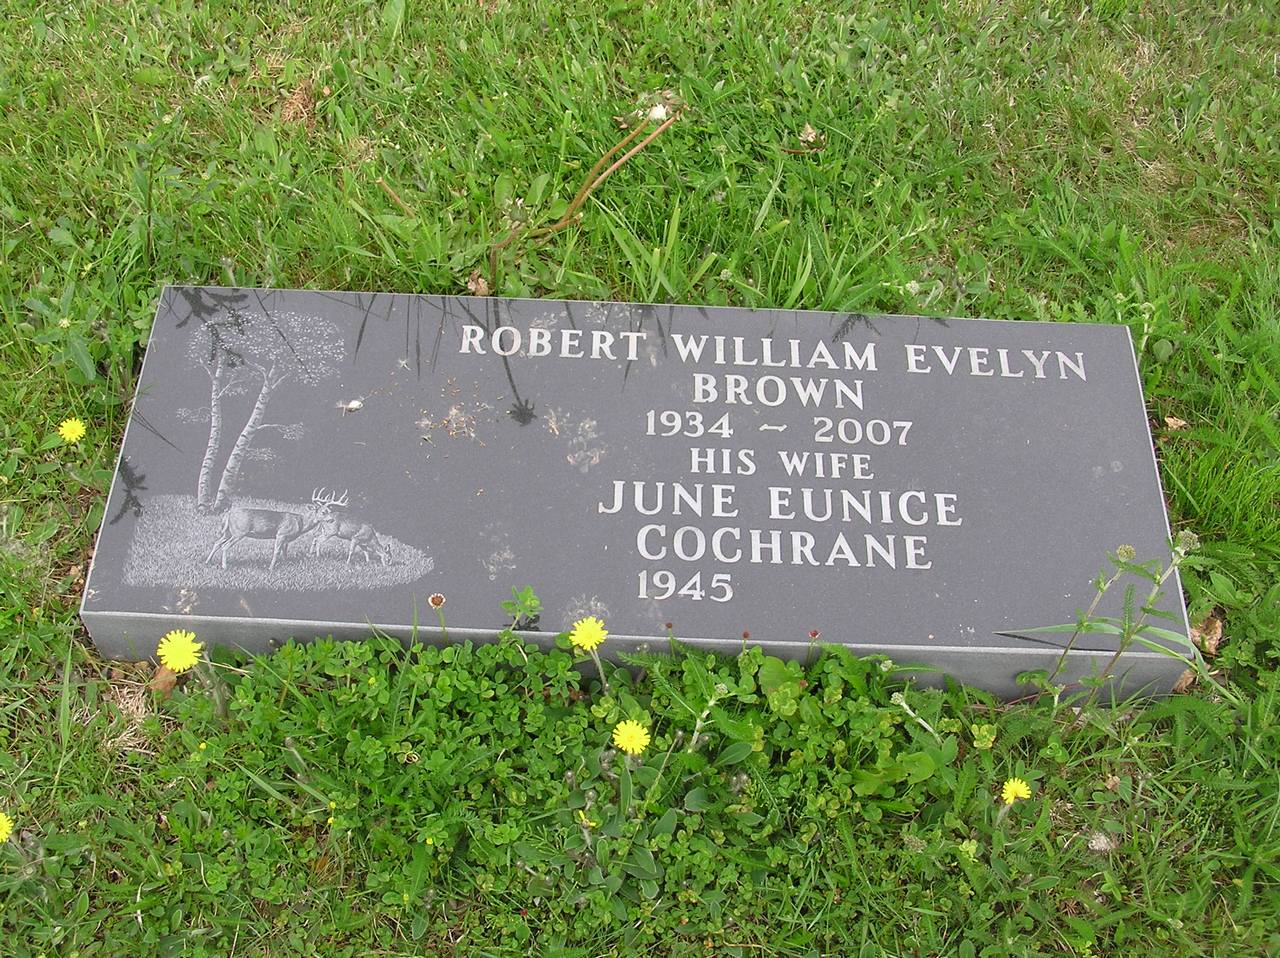 ROBERT WILLIAM EVELYN
BROWN
1934 ~ 2007
HIS WIFE
JUNE EUNICE
COCHRANE
1945